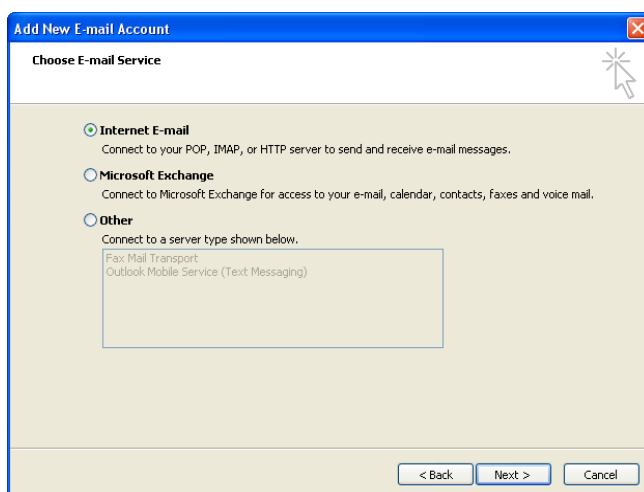 Add New E-mail Account
Choose E-mail Service
Internet E-mail
Connect to your POP, IMAP, or HTTP server to send and receive e-mail messages.
Microsoft Exchange
Connect to Microsoft Exchange for access to your e-mail, calendar, contacts, faxes and voice mail.
Other
Connect to a server type shown below.
Fax Mail Transport
Outlook Mobile Service (Text Messaging)
< Back Next > Cancel